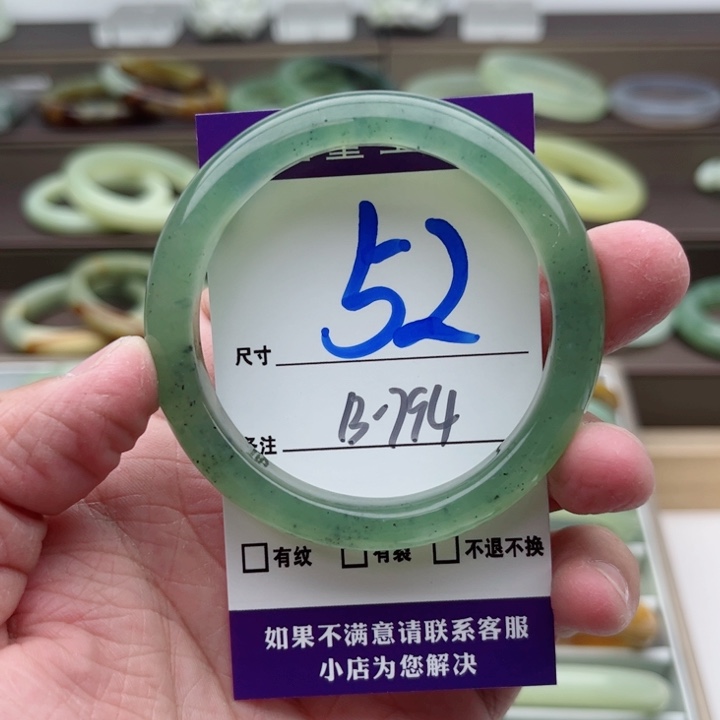 尺寸 52
备注 B-794
□有纹 □有裂 □不退不换
如果不满意请联系客服
小店为您解决